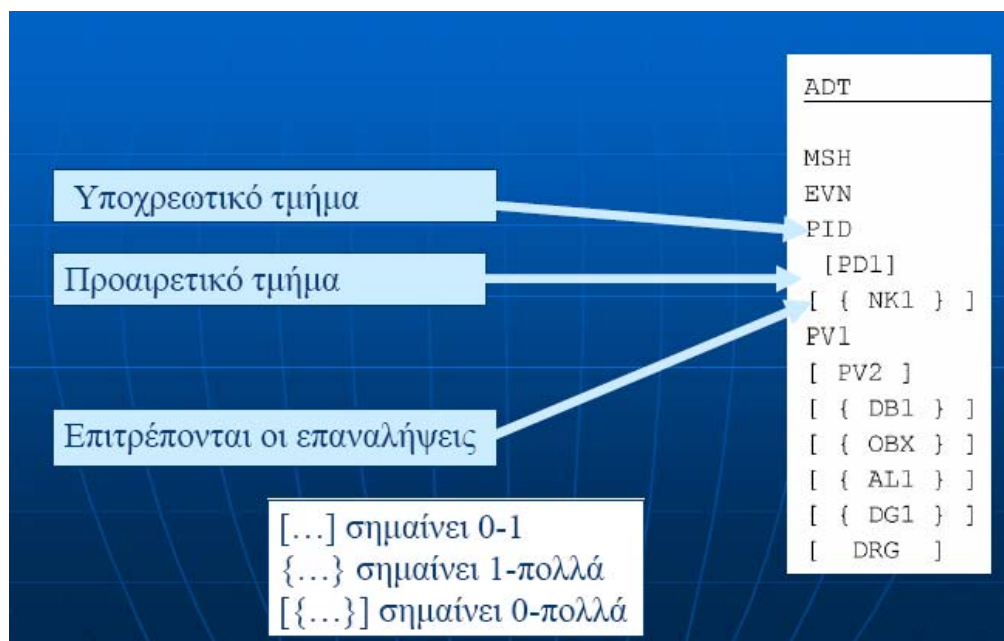 Υποχρεωτικό τμήμα
Προαιρετικό τμήμα
Επιτρέπονται οι επαναλήψεις
[…] σημαίνει 0-1
{…} σημαίνει 1-πολλά
[{…}] σημαίνει 0-πολλά
ADT
MSH
EVN
PID
[PD1]
[ { NK1 } ]
PV1
[ PV2 ]
[ { DB1 } ]
[ { OBX } ]
[ { AL1 } ]
[ { DG1 } ]
[ DRG ]